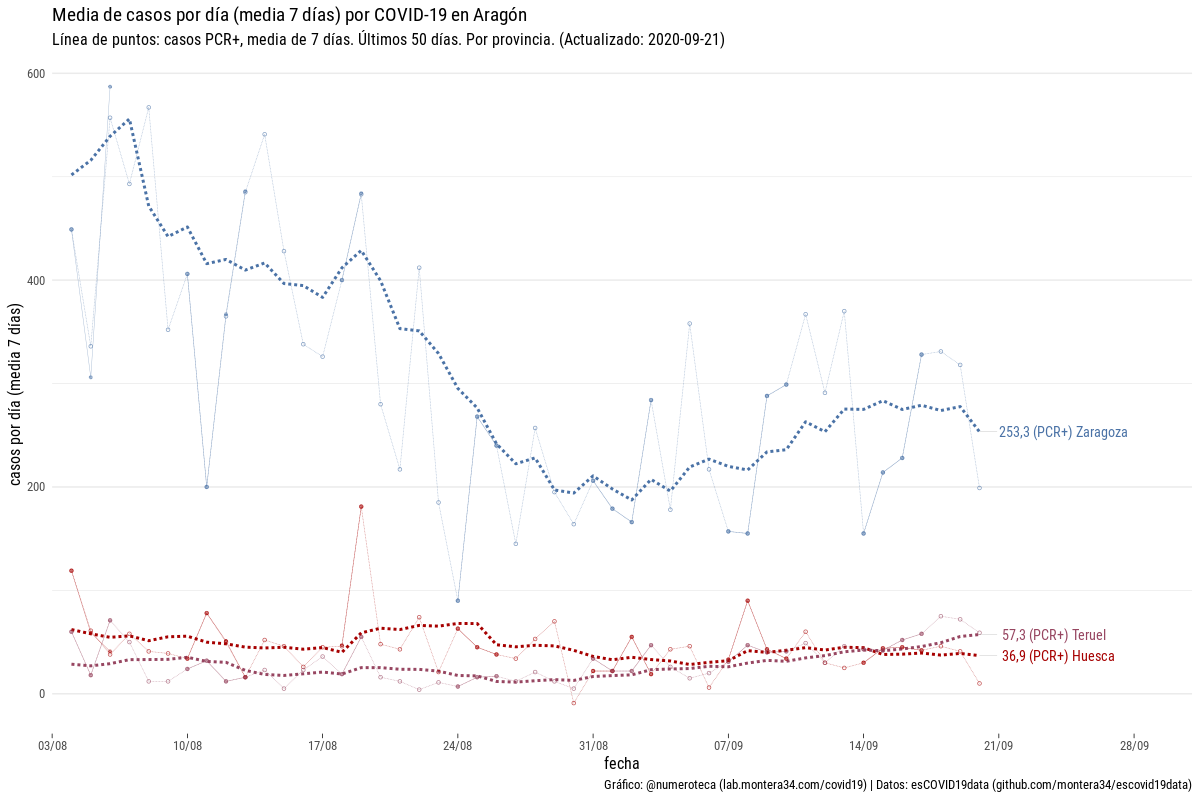 Media de casos por día (media 7 días) por COVID-19 en Aragón
Línea de puntos: casos PCR+, media de 7 días. Últimos 50 días. Por provincia. (Actualizado: 2020-09-21)
casos por día (media 7 días)
600
400
200
0
253,3 (PCR+) Zaragoza
57,3 (PCR+) Teruel
36,9 (PCR+) Huesca
03/08
10/08
17/08
24/08
31/08
07/09
14/09
21/09
28/09
fecha
Gráfico: @numeroteca (lab.montera34.com/covid19) | Datos: esCOVID19data (github.com/montera34/escovid19data)